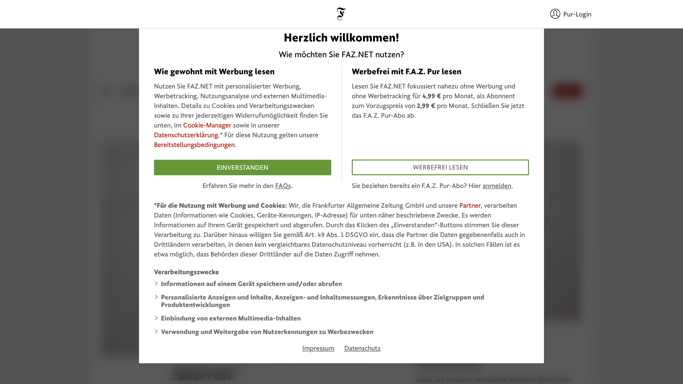 Pur-Login
Herzlich willkommen!
Wie möchten Sie FAZ.NET nutzen?
Wie gewohnt mit Werbung lesen
Nutzen Sie FAZ.NET mit personalisierter Werbung,
Werbetracking, Nutzungsanalyse und externen Multimedia-
Inhalten. Details zu Cookies und Verarbeitungszwecken
sowie zu Ihrer jederzeitigen Widerrufsmöglichkeit finden Sie
unten, im Cookie-Manager sowie in unserer
Datenschutzerklärung.* Für diese Nutzung gelten unsere
Bereitstellungsbedingungen.
EINVERSTANDEN
Erfahren Sie mehr in den FAQs.
Werbefrei mit F.A.Z. Pur lesen
Lesen Sie FAZ.NET fokussiert nahezu ohne Werbung und
ohne Werbetracking für 4,99 € pro Monat, als Abonnent
zum Vorzugspreis von 2,99 € pro Monat. Schließen Sie jetzt
das F.A.Z. Pur-Abo ab.
WERBEFREI LESEN
Sie beziehen bereits ein F.A.Z. Pur-Abo? Hier anmelden.
*Für die Nutzung mit Werbung und Cookies: Wir, die Frankfurter Allgemeine Zeitung GmbH und unsere Partner, verarbeiten
Daten (Informationen wie Cookies, Geräte-Kennungen, IP-Adresse) für unten näher beschriebene Zwecke. Es werden
Informationen auf Ihrem Gerät gespeichert und abgerufen. Durch das Klicken des „Einverstanden"-Buttons stimmen Sie dieser
Verarbeitung zu. Darüber hinaus willigen Sie gemäß Art. 49 Abs. 1 DSGVO ein, dass die Partner die Daten gegebenenfalls auch in
Drittländern verarbeiten, in denen kein vergleichbares Datenschutzniveau vorherrscht (z.B. in den USA). In solchen Fällen ist es
etwa möglich, dass Behörden dieser Drittländer auf die Daten Zugriff nehmen.
Verarbeitungszwecke
Informationen auf einem Gerät speichern und/oder abrufen
Personalisierte Anzeigen und Inhalte, Anzeigen- und Inhaltsmessungen, Erkenntnisse über Zielgruppen und
Produktentwicklungen
Einbindung von externen Multimedia-Inhalten
Verwendung und Weitergabe von Nutzerkennungen zu Werbezwecken
Impressum Datenschutz